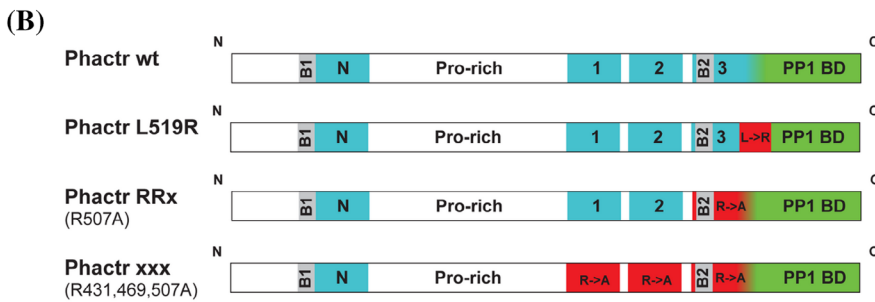 (B)
N C
Phactr wt B1 N Pro-rich 1 2 B2 3 PP1 BD
N C
Phactr L519R B1 N Pro-rich 1 2 B2 3 L->R PP1 BD
N C
Phactr RRx B1 N Pro-rich 1 2 B2 R->A PP1 BD
(R507A)
N C
Phactr xxx B1 N Pro-rich R->A R->A B2 R->A PP1 BD
(R431,469,507A)